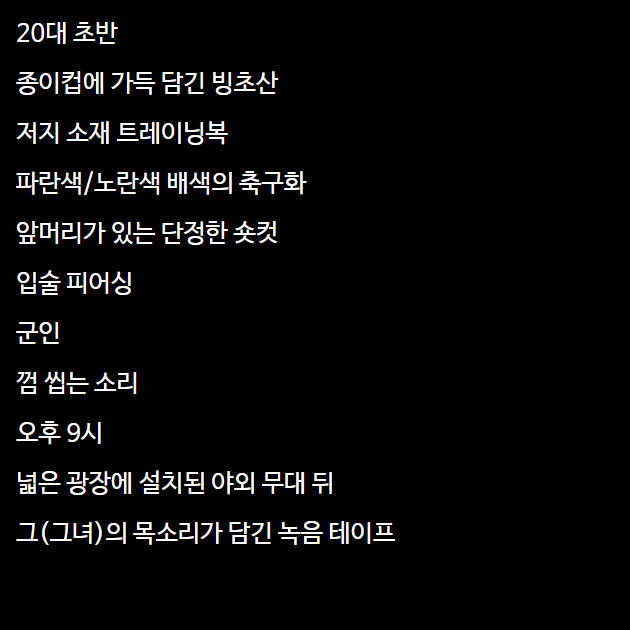 20대 초반
종이컵에 가득 담긴 빙초산
저지 소재 트레이닝복
파란색/노란색 배색의 축구화
앞머리가 있는 단정한 숏컷
입술 피어싱
군인
껌 씹는 소리
오후 9시
넓은 광장에 설치된 야외 무대 뒤
그(그녀)의 목소리가 담긴 녹음 테이프